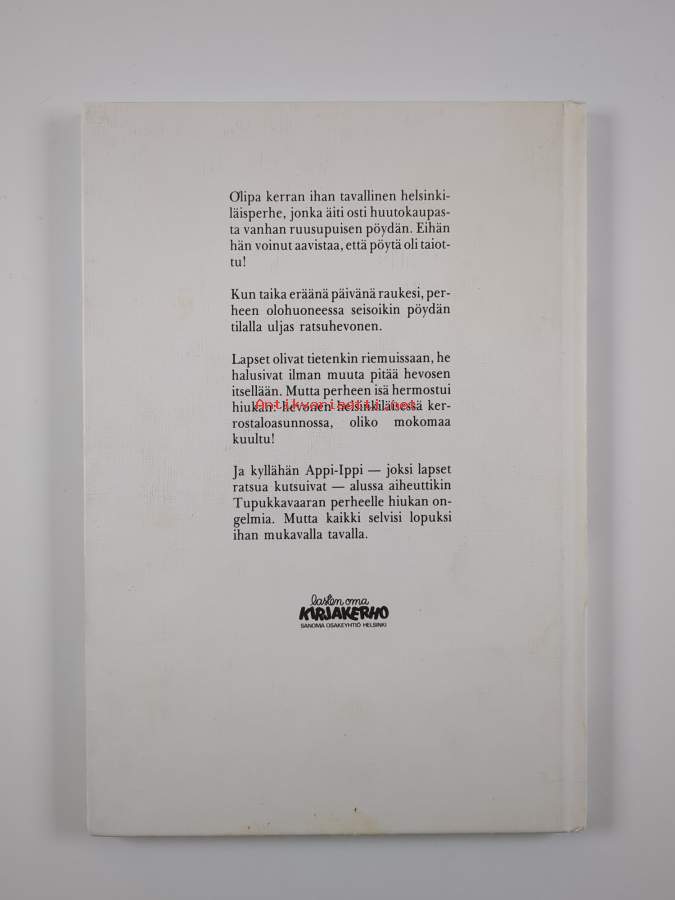 Olipa kerran ihan tavallinen helsinki-
läisperhe, jonka äiti osti huutokaupas-
ta vanhan ruusupuisen pöydän. Eihän
hän voinut aavistaa, että pöytä oli taiot-
tu!
Kun taika eräänä päivänä raukesi, per-
heen olohuoneessa seisoikin pöydän
tilalla uljas ratsuhevonen.
Lapset olivat tietenkin riemuissaan, he
halusivat ilman muuta pitää hevosen
itsellään. Mutta perheen isä hermostui
hiukan: hevonen helsinkiläisessä ker-
Antikvariaatti.net
rostaloasunnossa, oliko mokomaa
kuultu!
Ja kyllähän Appi-Ippi — joksi lapset
ratsua kutsuivat — alussa aiheuttikin
Tupukkavaaran perheelle hiukan on-
gelmia. Mutta kaikki selvisi lopuksi
ihan mukavalla tavalla.
lasten oma
KIRJAKERHO
SANOMA OSAKEYHTIÖ HELSINKI